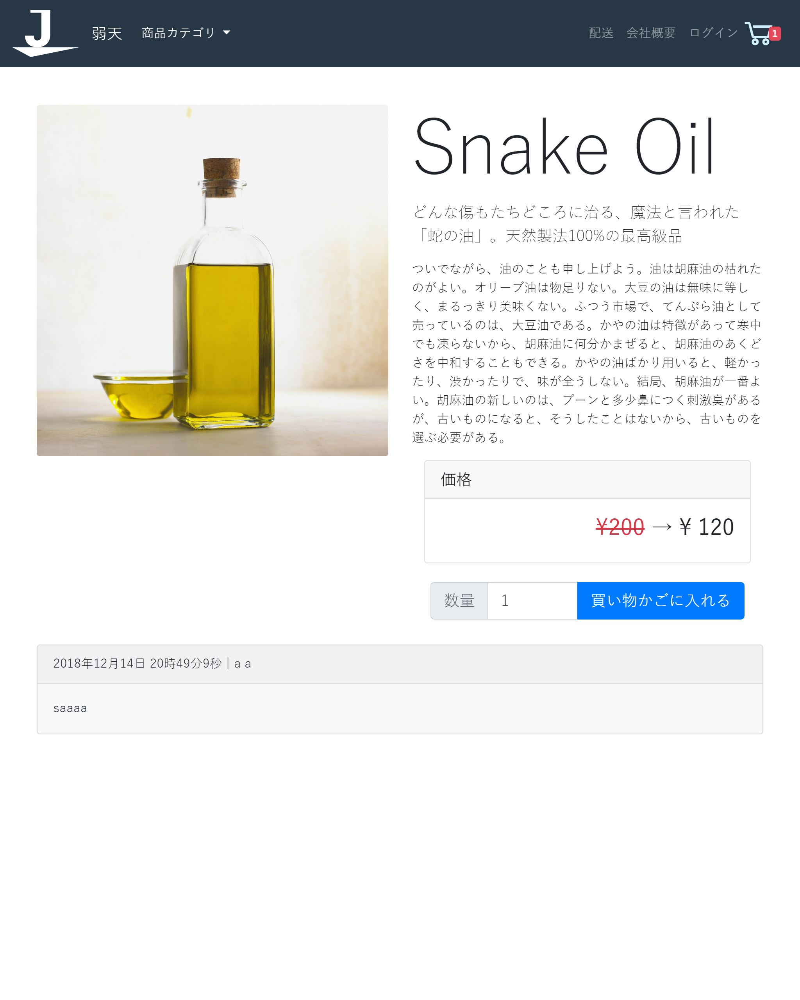 J
弱天
商品カテゴリ
配送
会社概要
ログイン
1
Snake Oil
どんな傷もたちどころに治る、魔法と言われた
「蛇の油」。天然製法100%の最高級品
ついでながら、油のことも申し上げよう。油は胡麻油の枯れた
のがよい。オリーブ油は物足りない。大豆の油は無味に等し
く、まるっきり美味くない。ふつう市場で、てんぷら油として
売っているのは、大豆油である。かやの油は特徴があって寒中
でも凍らないから、胡麻油に何分かまぜると、胡麻油のあくど
さを中和することもできる。かやの油ばかり用いると、軽かっ
たり、渋かったりで、味が全うしない。結局、胡麻油が一番よ
い。胡麻油の新しいのは、プーンと多少鼻につく刺激臭がある
が、古いものになると、そうしたことはないから、古いものを
選ぶ必要がある。
価格
¥200 → ¥ 120
数量
1
買い物かごに入れる
2018年12月14日 20時49分9秒 | a a
saaaa